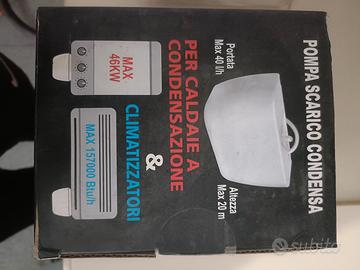 POMPA SCARICO CONDENSA
Portata
Max 40 l/h
Altezza
Max 20 m
PER CALDAIE A
CONDENSAZIONE
&
CLIMATIZZATORI
MAX
46KW
MAX 157000 Btu/h
subito